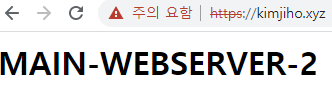 주의 요함 | https://kimjiho.xyz
MAIN-WEBSERVER-2